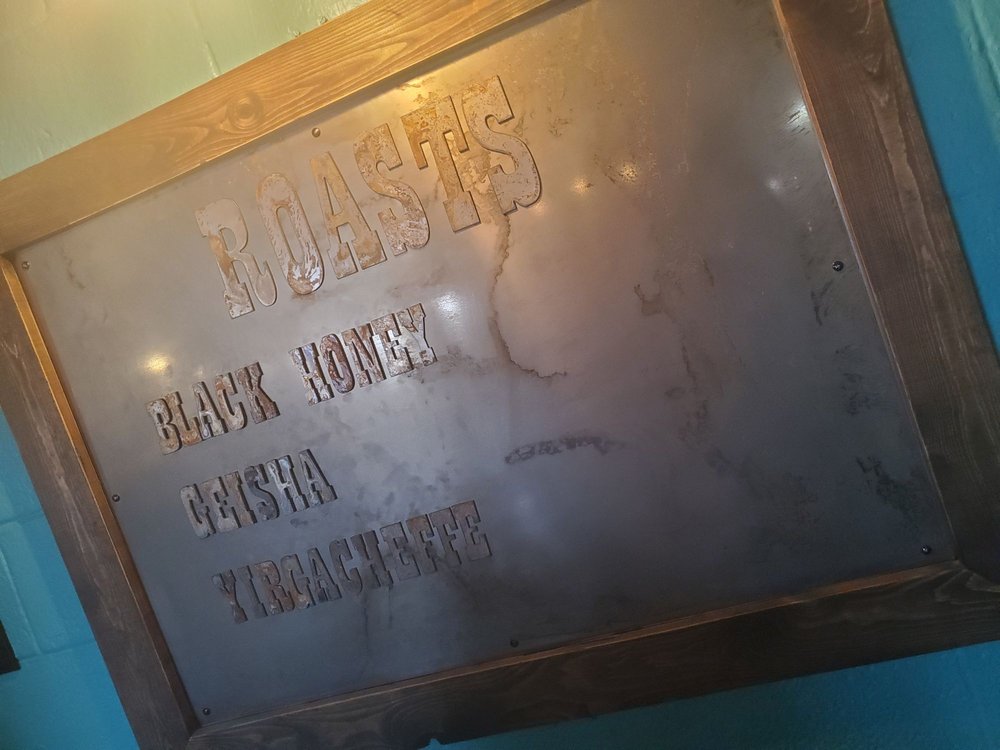 ROASTS
BLACK HONEY
GEISHA
YIRGACHEFFE